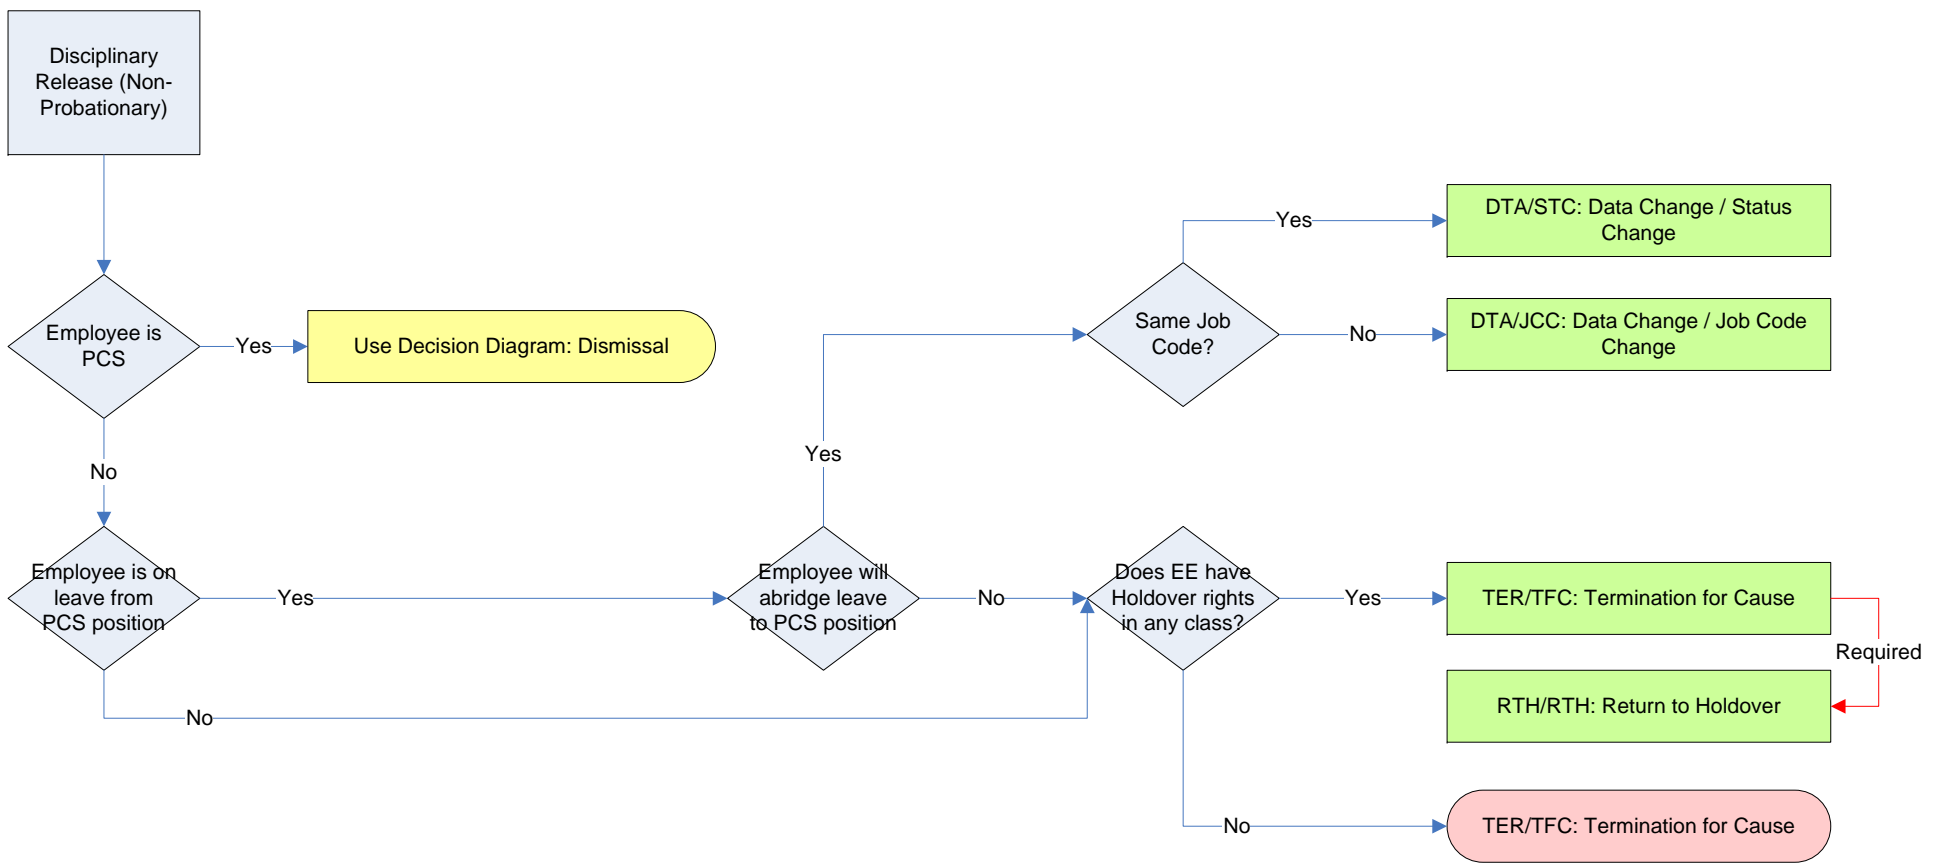 Disciplinary
Release (Non-
Probationary)
Employee is
PCS
Yes
Use Decision Diagram: Dismissal
No
Employee is on
leave from
PCS position
Yes
No
Employee will
abridge leave
to PCS position
Yes
No
Same Job
Code?
Yes
DTA/STC: Data Change / Status
Change
No
DTA/JCC: Data Change / Job Code
Change
Does EE have
Holdover rights
in any class?
Yes
TER/TFC: Termination for Cause
Required
RTH/RTH: Return to Holdover
No
TER/TFC: Termination for Cause